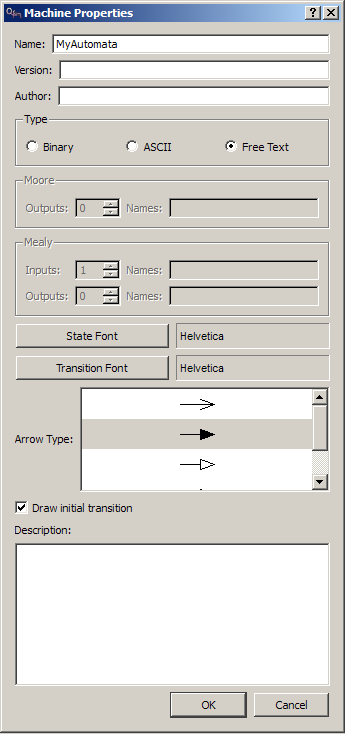 Machine Properties
Name: MyAutomata
Version:
Author:
Type
Binary ASCII Free Text
Moore
Outputs: 0 Names:
Mealy
Inputs: 1 Names:
Outputs: 0 Names:
State Font Helvetica
Transition Font Helvetica
Arrow Type:
Draw initial transition
Description:
OK Cancel